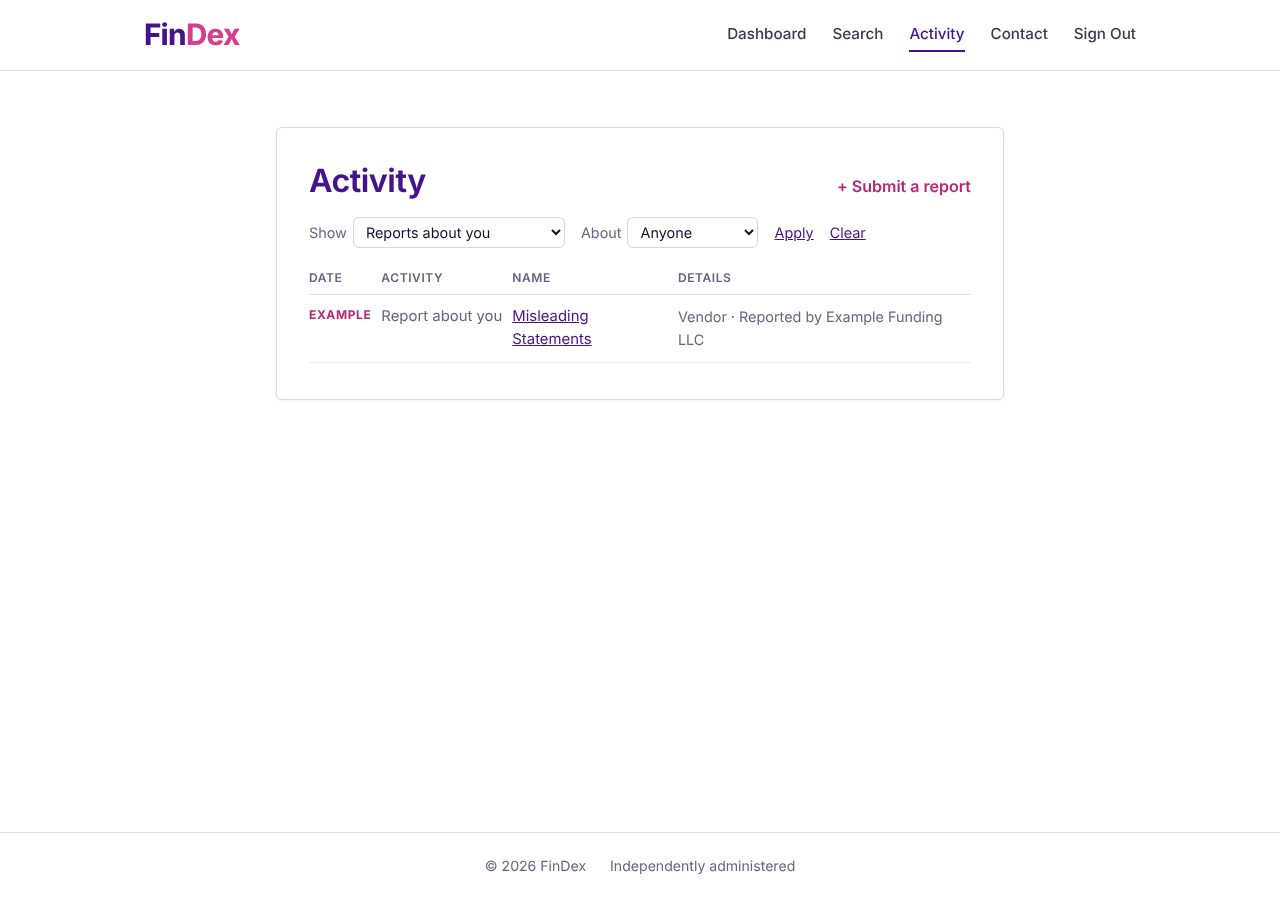 FinDex
Dashboard Search Activity Contact Sign Out
Activity
+ Submit a report
Show Reports about you About Anyone Apply Clear
DATE ACTIVITY NAME DETAILS
EXAMPLE Report about you Misleading Vendor · Reported by Example Funding
Statements LLC
© 2026 FinDex Independently administered